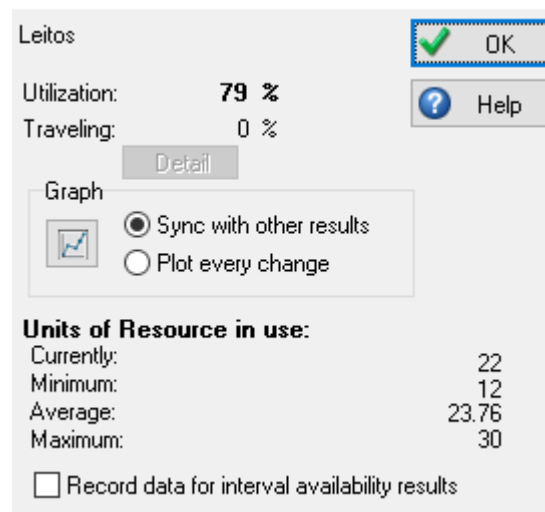 Leitos
OK
Utilization: 79 %
Help
Traveling: 0 %
Detail
Graph
Sync with other results
Plot every change
Units of Resource in use:
Currently: 22
Minimum: 12
Average: 23.76
Maximum: 30
Record data for interval availability results